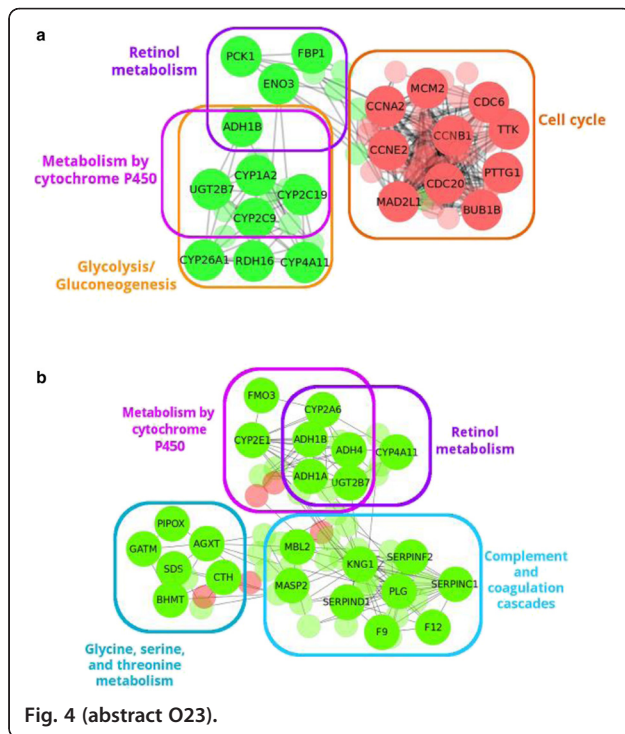 a
Retinol
metabolism
PCK1
FBP1
ENO3
ADH1B
Metabolism by
cytochrome P450
CYP1A2
UGT2B7
CYP2C19
CYP2C9
CYP26A1
RDH16
CYP4A11
Glycolysis/
Gluconeogenesis
MCM2
CCNA2
CDC6
CCNB1
TTK
CCNE2
CDC20
PTTG1
MAD2L1
BUB1B
Cell cycle
b
Metabolism by
cytochrome
P450
FMO3
CYP2A6
CYP2E1
ADH1B
ADH4
CYP4A11
ADH1A
UGT2B7
Retinol
metabolism
PIPOX
GATM
AGXT
SDS
CTH
BHMT
Glycine, serine,
and threonine
metabolism
MBL2
KNG1
SERPINF2
MASP2
PLG
SERPINC1
SERPIND1
F9
F12
Complement and
coagulation
cascades
Fig. 4 (abstract O23).